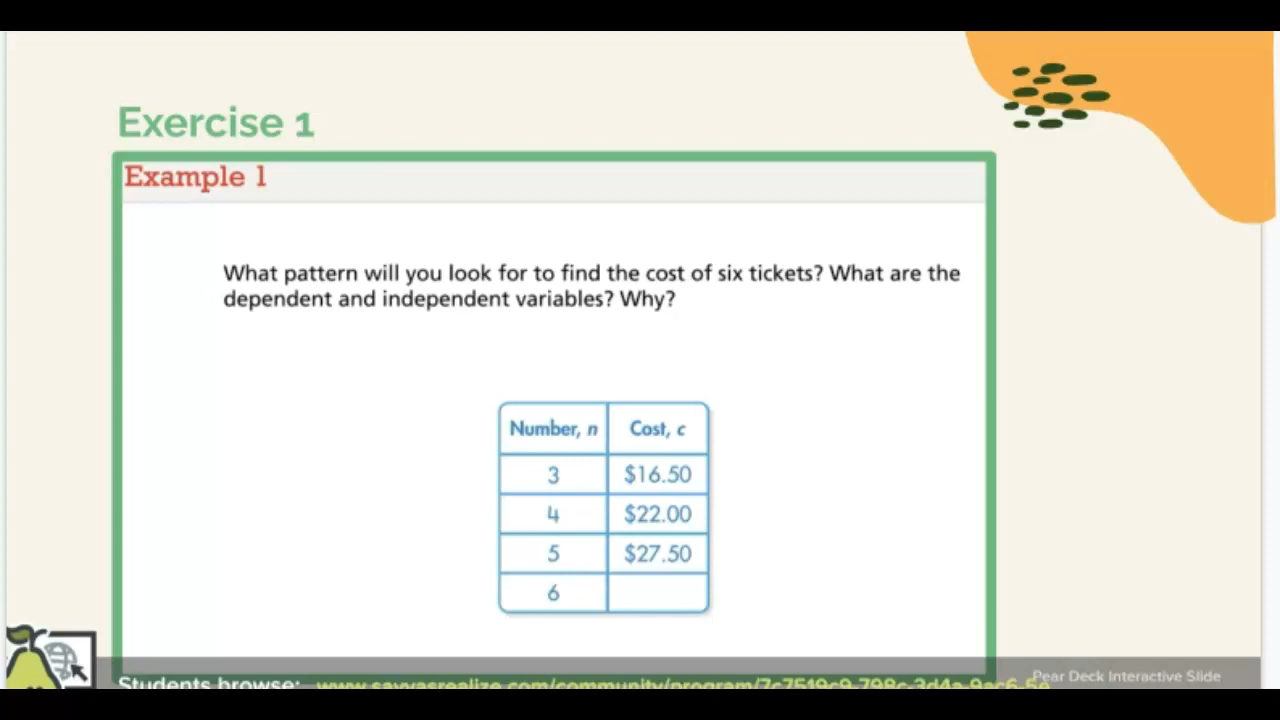 Exercise 1
Example 1
What pattern will you look for to find the cost of six tickets? What are the
dependent and independent variables? Why?
Number, n Cost, c
3 $16.50
4 $22.00
5 $27.50
6
Pear Deck Interactive Slide
Students browse: